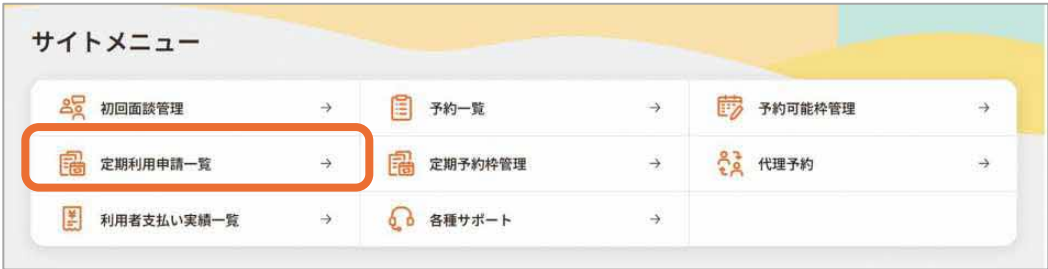 サイトメニュー
初回面談管理 →
予約一覧 →
予約可能枠管理 →
定期利用申請一覧 →
定期予約枠管理 →
代理予約 →
利用者支払い実績一覧 →
各種サポート →